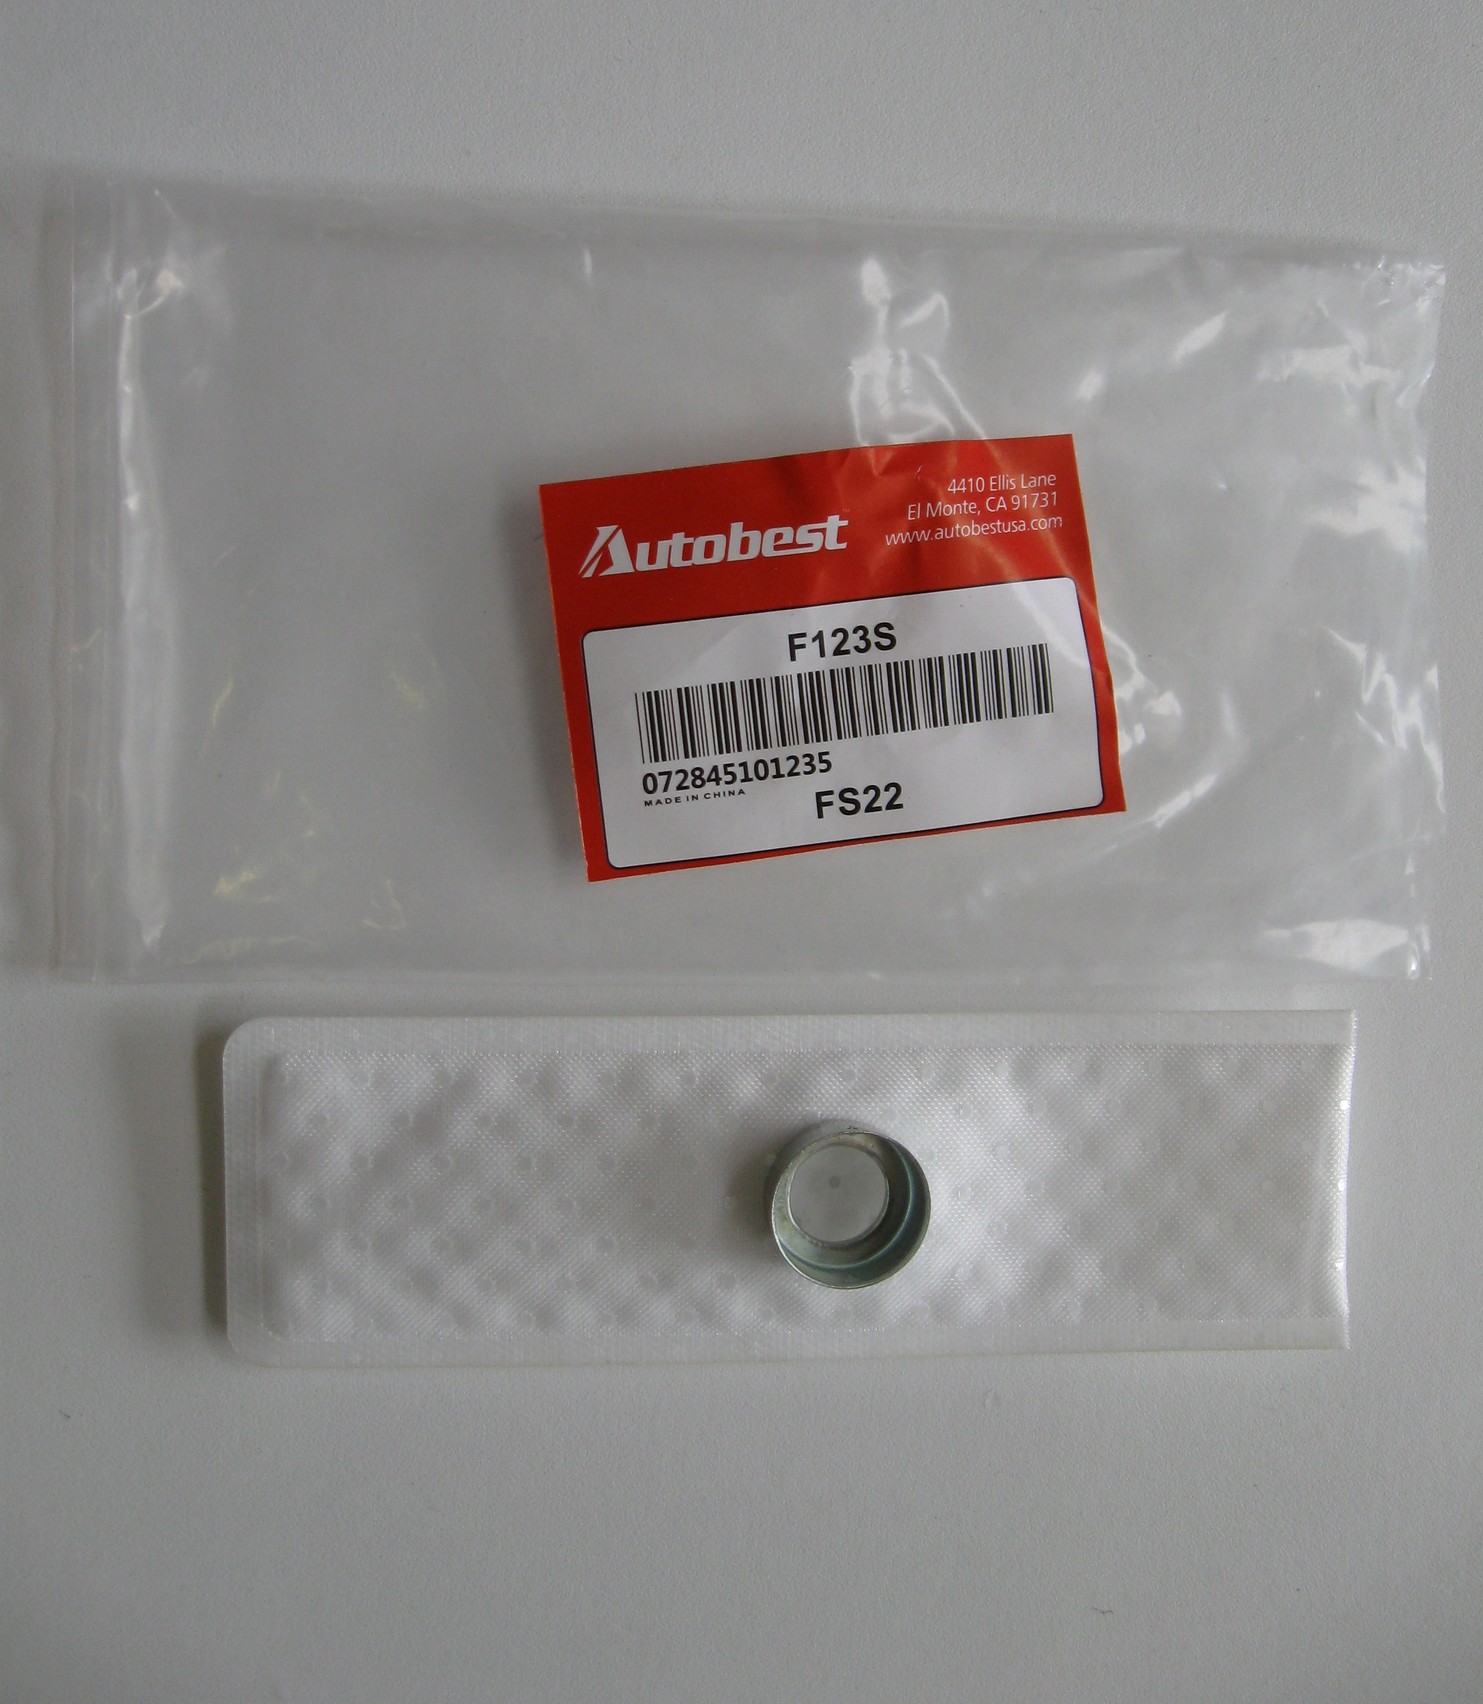 Autobest
4410 Ellis Lane
El Monte, CA 91731
www.autobestusa.com
F123S
072845101235
MADE IN CHINA
FS22